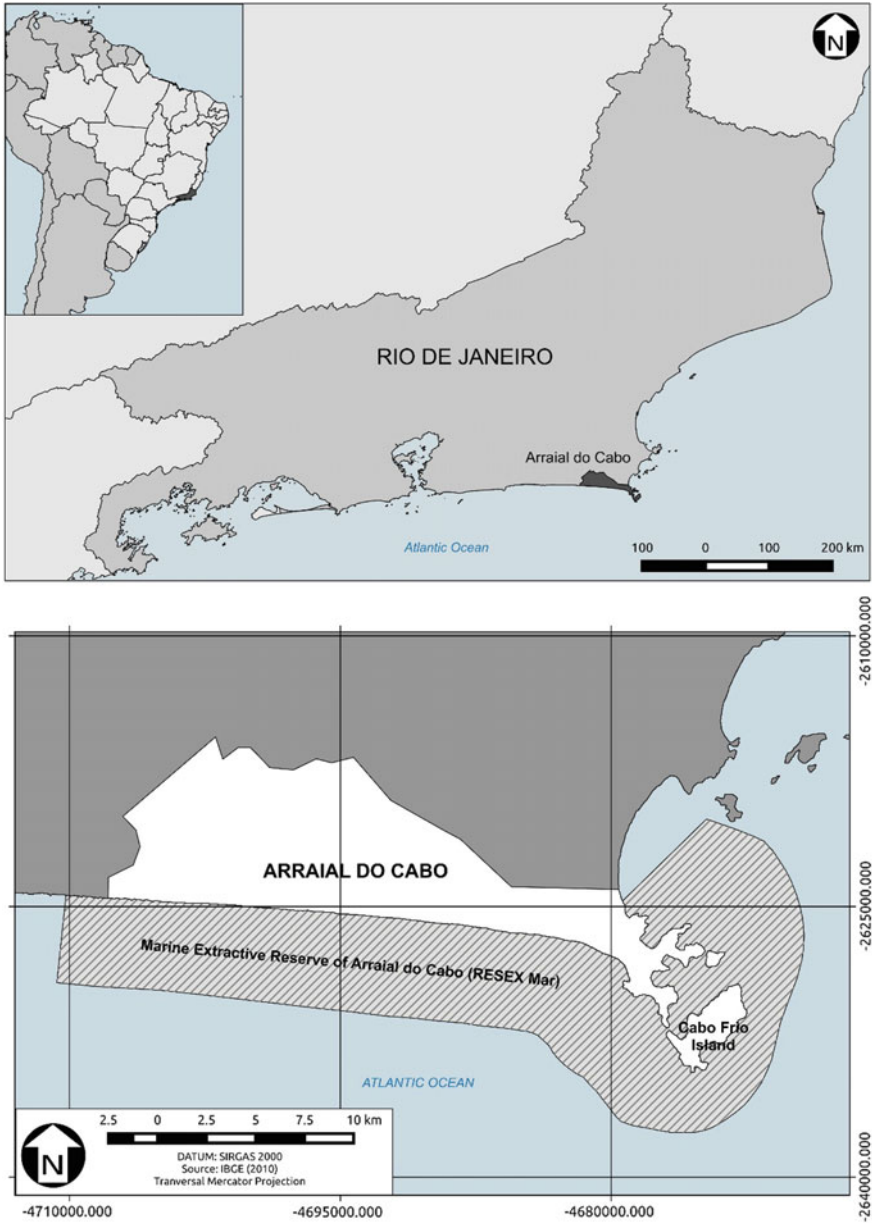 N
RIO DE JANEIRO
Arraial do Cabo
Atlantic Ocean
100 0 100 200 km
-2610000.000
ARRAIAL DO CABO
-2625000.000
Marine Extractive Reserve of Arraial do Cabo (RESEX Mar)
Cabo Frio
Island
ATLANTIC OCEAN
2.5 0 2.5 5 7.5 10 km
N
DATUM: SIRGAS 2000
Source: IBGE (2010)
Tranversal Mercator Projection
-2640000.000
-4710000.000 -4695000.000 -4680000.000